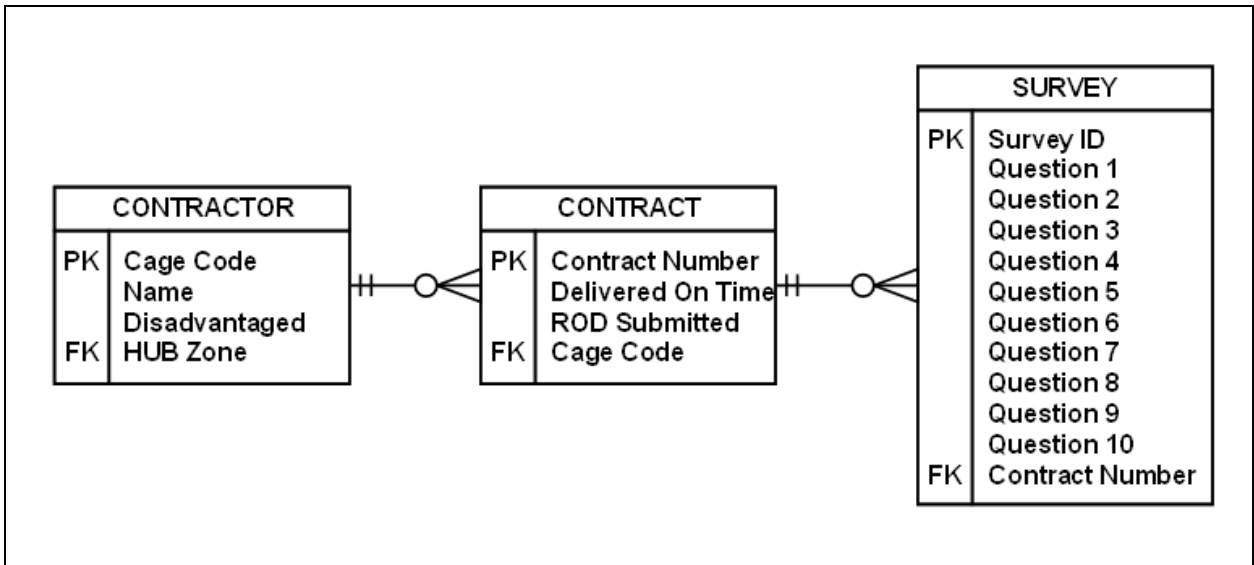 CONTRACTOR
PK Cage Code
Name
Disadvantaged
FK HUB Zone
CONTRACT
PK Contract Number
Delivered On Time
ROD Submitted
FK Cage Code
SURVEY
PK Survey ID
Question 1
Question 2
Question 3
Question 4
Question 5
Question 6
Question 7
Question 8
Question 9
Question 10
FK Contract Number